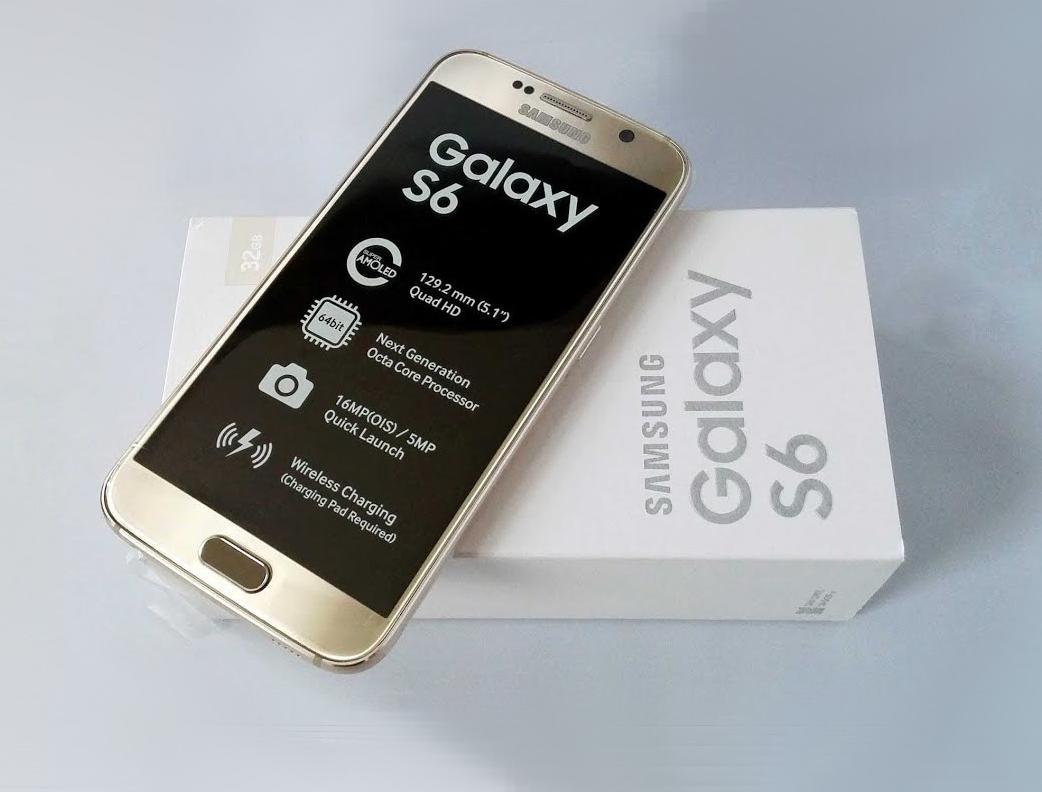 SAMSUNG
Galaxy
S6
SUPER
AMOLED
129.2 mm (5.1")
Quad HD
64bit
Next Generation
Octa Core Processor
16MP(OIS) / 5MP
Quick Launch
Wireless Charging
(Charging Pad Required)
32GB
SAMSUNG
Galaxy
S6